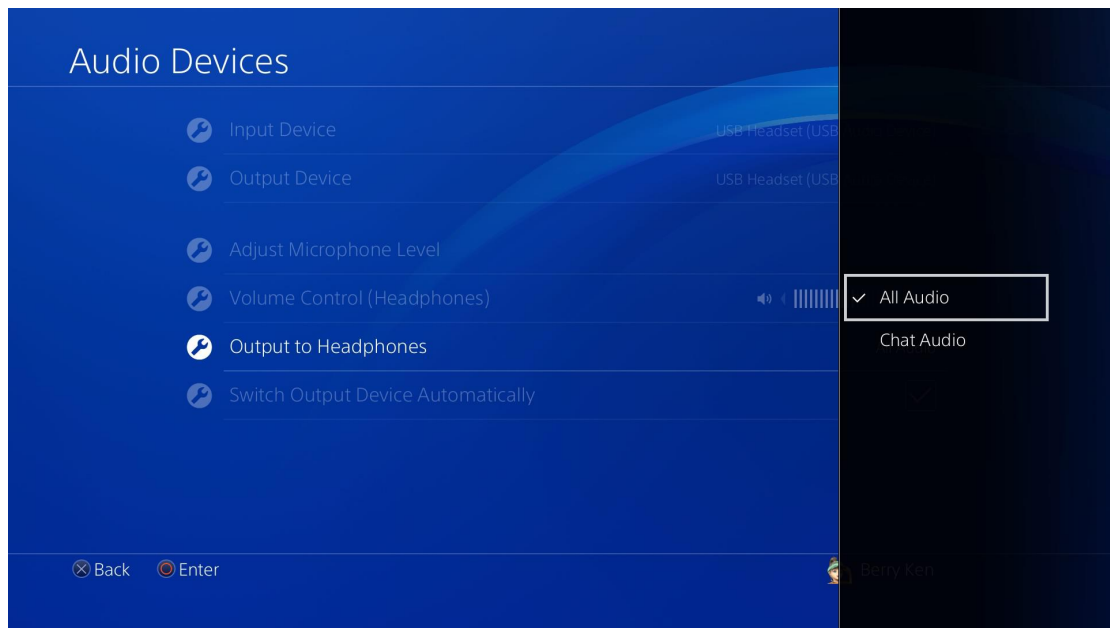 Audio Devices
Input Device USB Headset (USB
Output Device USB Headset (USB
Adjust Microphone Level
Volume Control (Headphones)
All Audio
Output to Headphones
Chat Audio
Switch Output Device Automatically
Back Enter Berry Ken